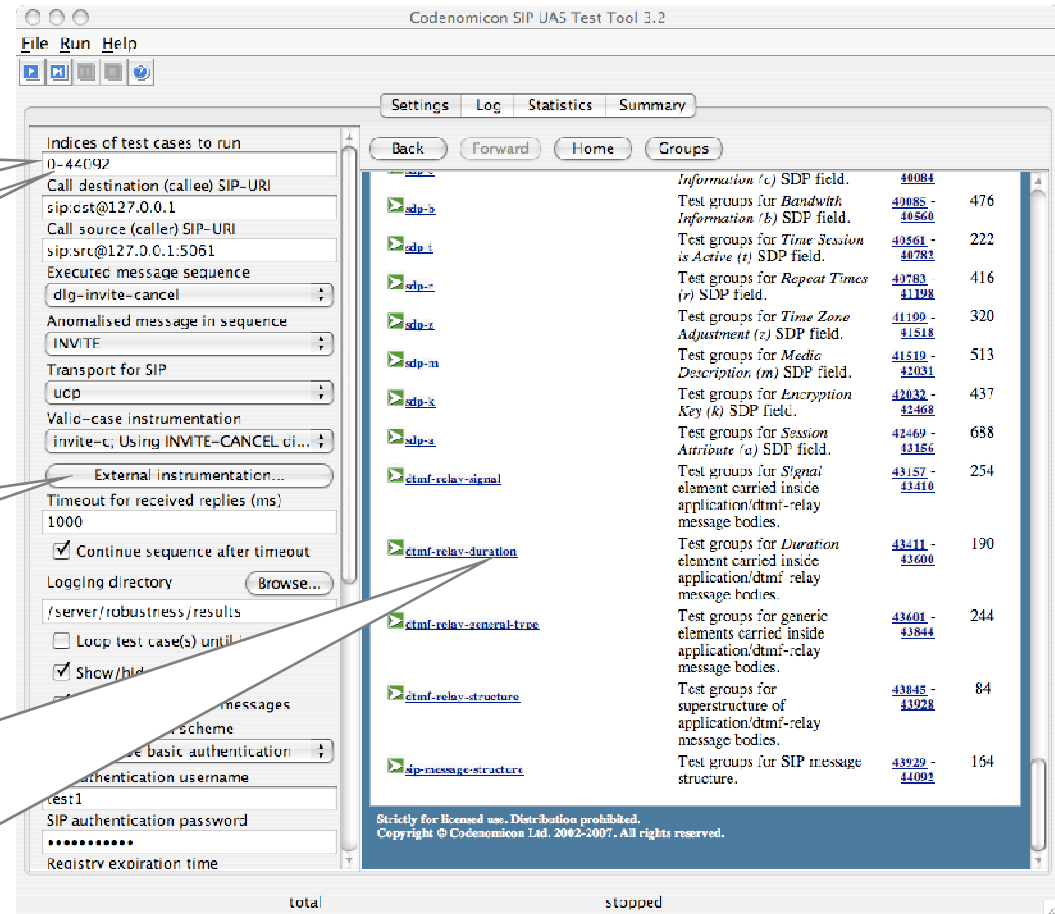 Codenomicon SIP UAS Test Tool 3.2
File Run Help
Settings Log Statistics Summary
Indices of test cases to run
0-44092
Call destination (callee) SIP-URI
sip:dst@127.0.0.1
Call source (caller) SIP-URI
sip:src@127.0.0.1:5061
Executed message sequence
dlg-invite-cancel
Anomalised message in sequence
INVITE
Transport for SIP
udp
Valid-case instrumentation
invite-c; Using INVITE-CANCEL di...
External instrumentation...
Timeout for received replies (ms)
1000
Continue sequence after timeout
Logging directory Browse...
/server/robustness/results
Loop test case(s) until
Show/hid
messages
scheme
basic authentication
authentication username
test1
SIP authentication password
•••••••••••
Registry expiration time
Back Forward Home Groups
Information (c) SDP field. 40084
sdp-b Test groups for Bandwith 40085 - 476
Information (b) SDP field. 40560
sdp-t Test groups for Time Session 40561 - 222
is Active (t) SDP field. 40782
sdp-r Test groups for Repeat Times 40783 - 416
(r) SDP field. 41198
sdp-z Test groups for Time Zone 41199 - 320
Adjustment (z) SDP field. 41518
sdp-m Test groups for Media 41519 - 513
Description (m) SDP field. 42031
sdp-k Test groups for Encryption 42032 - 437
Key (k) SDP field. 42468
sdp-a Test groups for Session 42469 - 688
Attribute (a) SDP field. 43156
dtmf-relay-signal Test groups for Signal 43157 - 254
element carried inside 43410
application/dtmf-relay
message bodies.
dtmf-relay-duration Test groups for Duration 43411 - 190
element carried inside 43600
application/dtmf-relay
message bodies.
dtmf-relay-general-type Test groups for generic 43601 - 244
elements carried inside 43844
application/dtmf-relay
message bodies.
dtmf-relay-structure Test groups for 43845 - 84
superstructure of 43928
application/dtmf-relay
message bodies.
sip-message-structure Test groups for SIP message 43929 - 164
structure. 44092
Strictly for licensed use. Distribution prohibited.
Copyright © Codenomicon Ltd. 2002-2007. All rights reserved.
total stopped